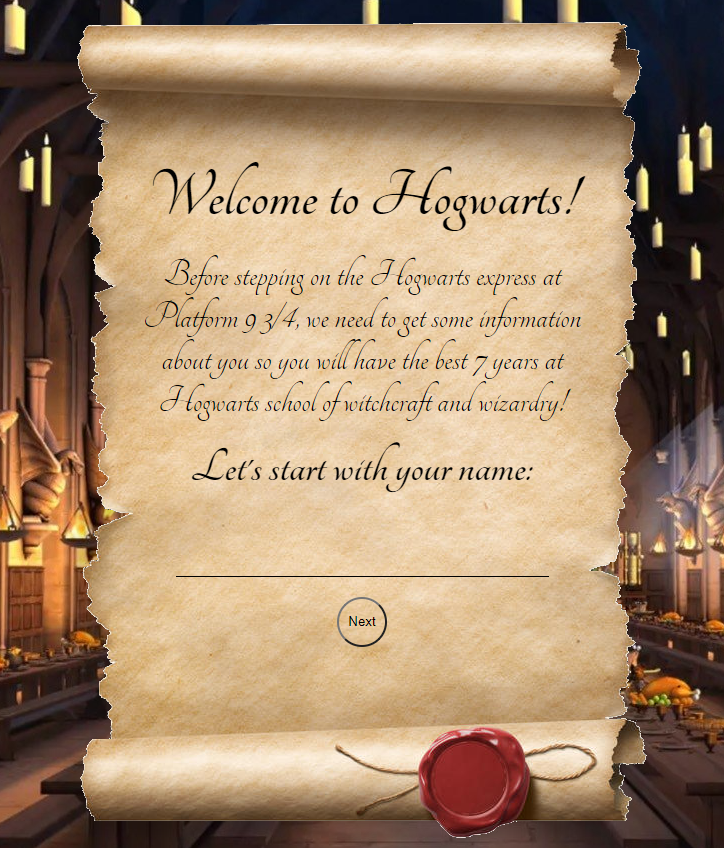 Welcome to Hogwarts!
Before stepping on the Hogwarts express at
Platform 9 3/4, we need to get some information
about you so you will have the best 7 years at
Hogwarts school of witchcraft and wizardry!
Let's start with your name:
Next